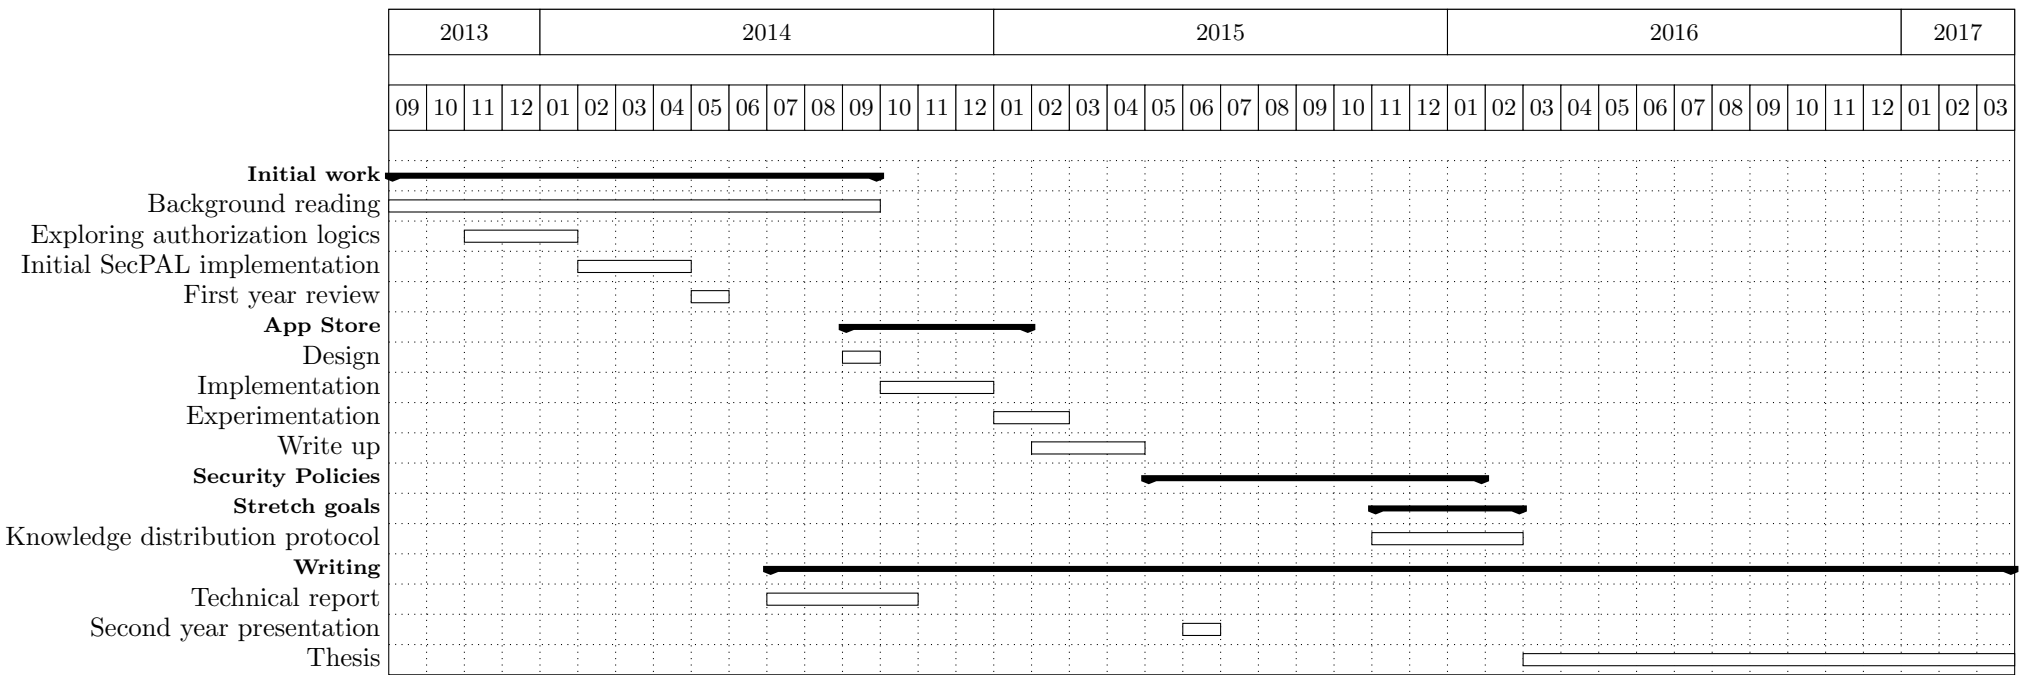 2013 2014 2015 2016 2017
09 10 11 12 01 02 03 04 05 06 07 08 09 10 11 12 01 02 03 04 05 06 07 08 09 10 11 12 01 02 03 04 05 06 07 08 09 10 11 12 01 02 03
Initial work
Background reading
Exploring authorization logics
Initial SecPAL implementation
First year review
App Store
Design
Implementation
Experimentation
Write up
Security Policies
Stretch goals
Knowledge distribution protocol
Writing
Technical report
Second year presentation
Thesis